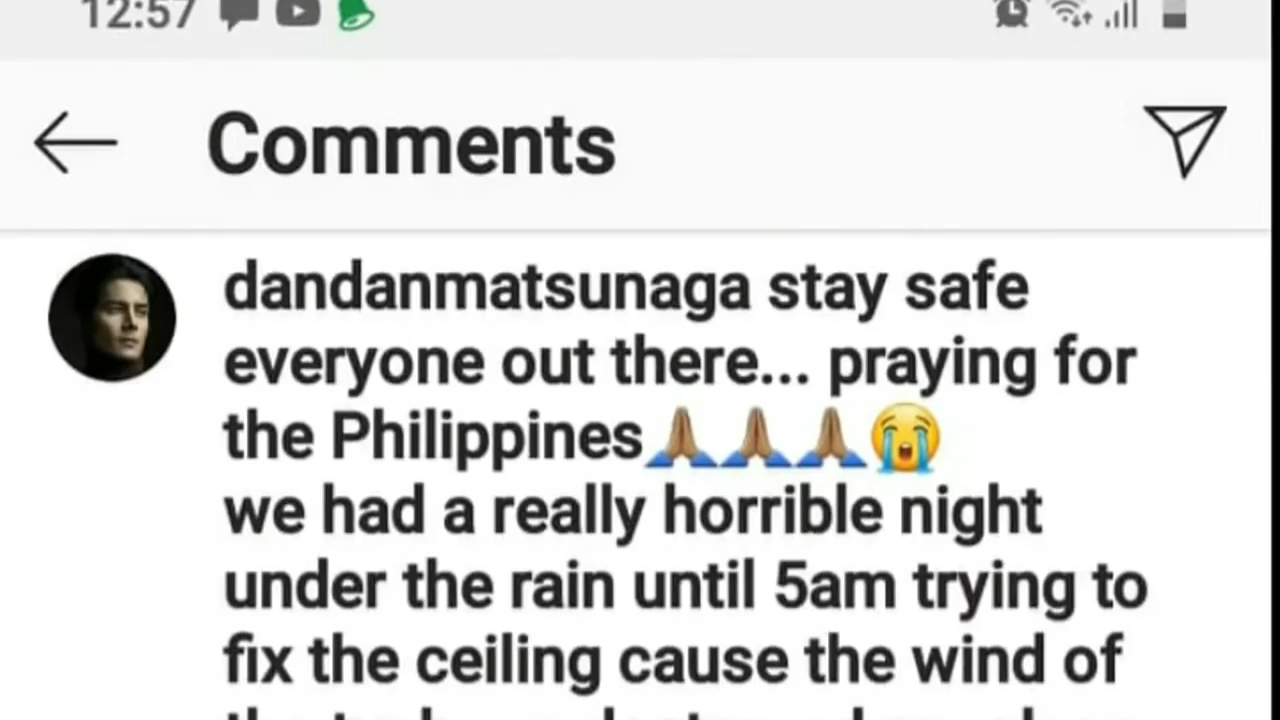 12:57
Comments
dandanmatsunaga stay safe
everyone out there... praying for
the Philippines🙏🏽🙏🏽🙏🏽😭
we had a really horrible night
under the rain until 5am trying to
fix the ceiling cause the wind of